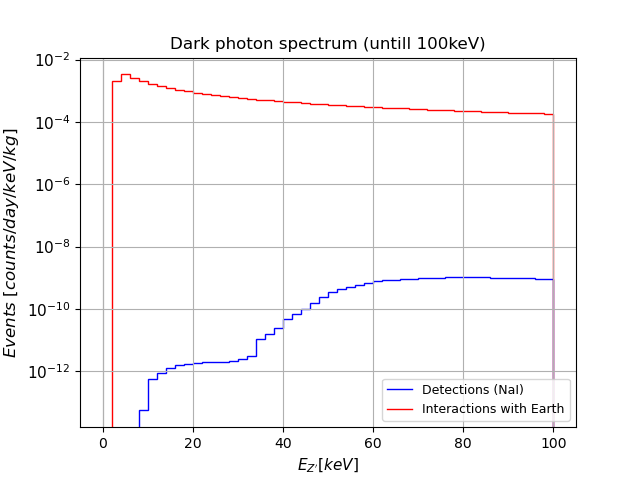 Dark photon spectrum (untill 100keV)
Events [counts/day/keV/kg]
10⁻²
10⁻⁴
10⁻⁶
10⁻⁸
10⁻¹⁰
10⁻¹²
Detections (NaI)
Interactions with Earth
0 20 40 60 80 100
E_{Z'}[keV]